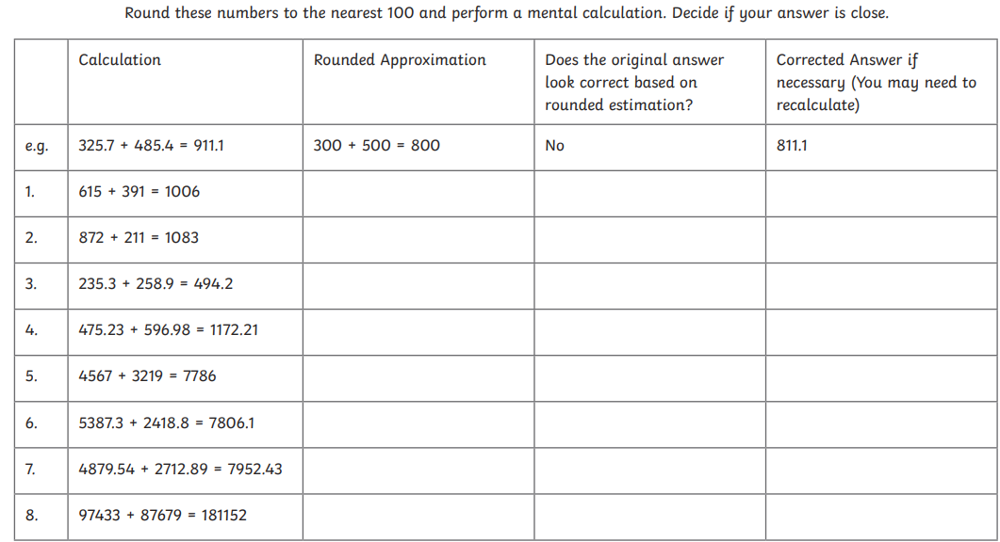 Round these numbers to the nearest 100 and perform a mental calculation. Decide if your answer is close.
Calculation
Rounded Approximation
Does the original answer
look correct based on
rounded estimation?
Corrected Answer if
necessary (You may need to
recalculate)
e.g. 325.7 + 485.4 = 911.1 300 + 500 = 800 No 811.1
1. 615 + 391 = 1006
2. 872 + 211 = 1083
3. 235.3 + 258.9 = 494.2
4. 475.23 + 596.98 = 1172.21
5. 4567 + 3219 = 7786
6. 5387.3 + 2418.8 = 7806.1
7. 4879.54 + 2712.89 = 7952.43
8. 97433 + 87679 = 181152